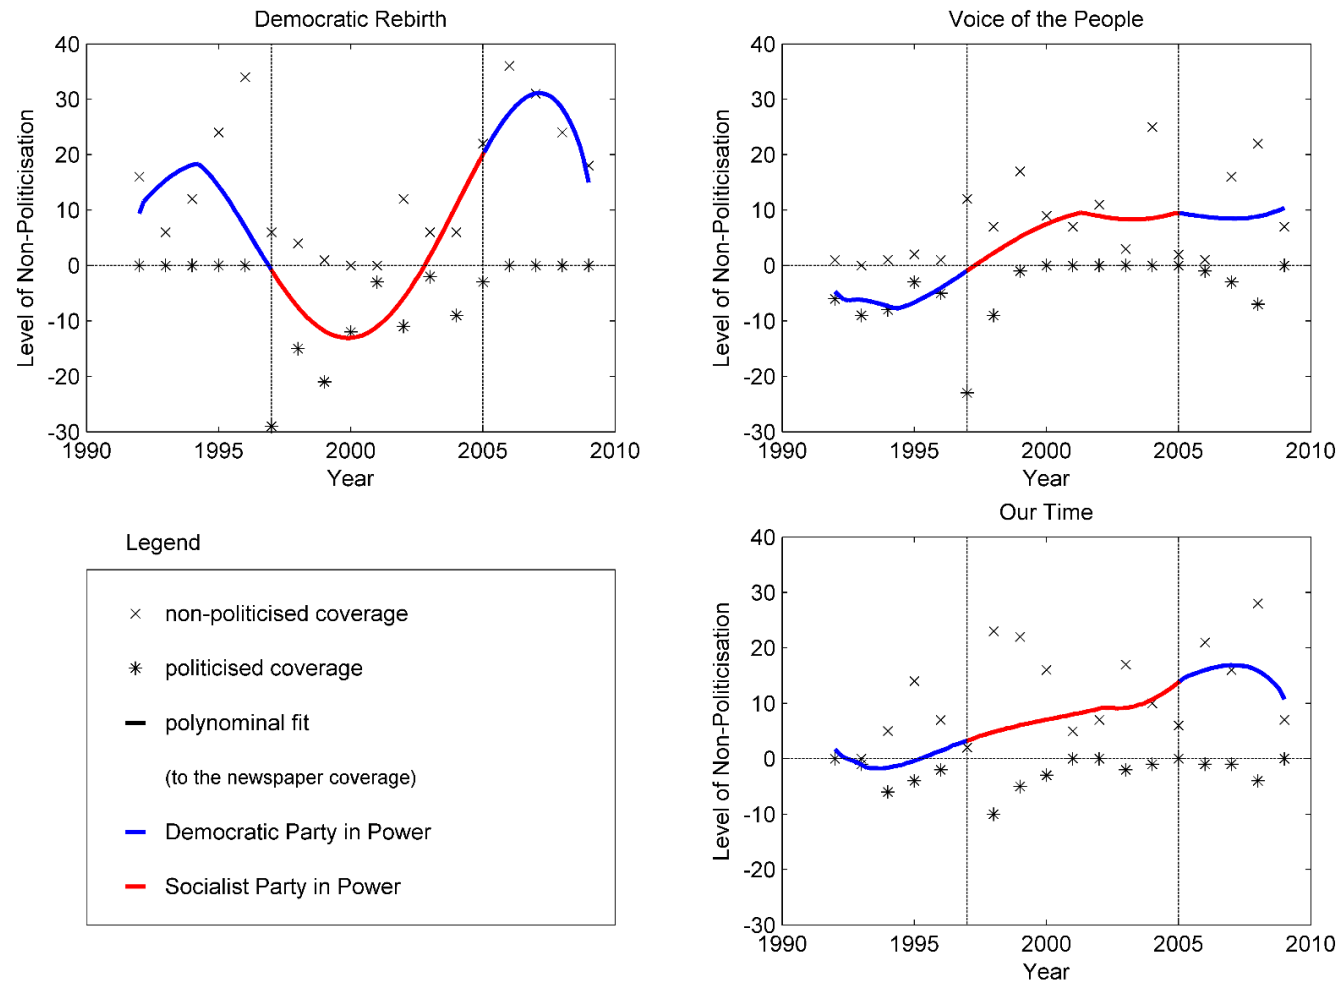 Democratic Rebirth
40
30
20
10
0
-10
-20
-30
Level of Non-Politicisation
1990
1995
2000
2005
2010
Year
Voice of the People
40
30
20
10
0
-10
-20
-30
Level of Non-Politicisation
1990
1995
2000
2005
2010
Year
Legend
non-politicised coverage
politicised coverage
polynominal fit
(to the newspaper coverage)
Democratic Party in Power
Socialist Party in Power
Our Time
40
30
20
10
0
-10
-20
-30
Level of Non-Politicisation
1990
1995
2000
2005
2010
Year